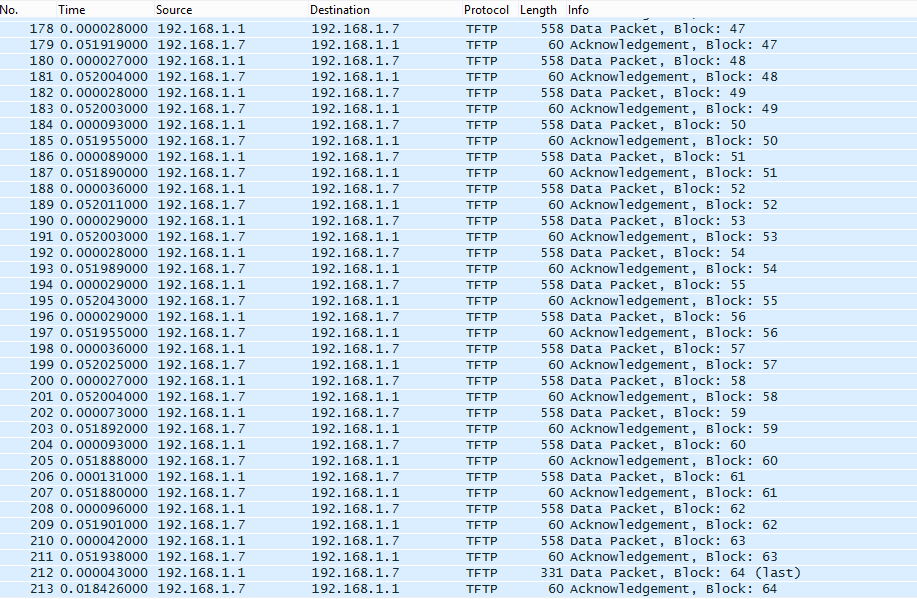 No. Time Source Destination Protocol Length Info
178 0.000028000 192.168.1.1 192.168.1.7 TFTP 558 Data Packet, Block: 47
179 0.051919000 192.168.1.7 192.168.1.1 TFTP 60 Acknowledgement, Block: 47
180 0.000027000 192.168.1.1 192.168.1.7 TFTP 558 Data Packet, Block: 48
181 0.052004000 192.168.1.7 192.168.1.1 TFTP 60 Acknowledgement, Block: 48
182 0.000028000 192.168.1.1 192.168.1.7 TFTP 558 Data Packet, Block: 49
183 0.052003000 192.168.1.7 192.168.1.1 TFTP 60 Acknowledgement, Block: 49
184 0.000093000 192.168.1.1 192.168.1.7 TFTP 558 Data Packet, Block: 50
185 0.051955000 192.168.1.7 192.168.1.1 TFTP 60 Acknowledgement, Block: 50
186 0.000089000 192.168.1.1 192.168.1.7 TFTP 558 Data Packet, Block: 51
187 0.051890000 192.168.1.7 192.168.1.1 TFTP 60 Acknowledgement, Block: 51
188 0.000036000 192.168.1.1 192.168.1.7 TFTP 558 Data Packet, Block: 52
189 0.052011000 192.168.1.7 192.168.1.1 TFTP 60 Acknowledgement, Block: 52
190 0.000029000 192.168.1.1 192.168.1.7 TFTP 558 Data Packet, Block: 53
191 0.052003000 192.168.1.7 192.168.1.1 TFTP 60 Acknowledgement, Block: 53
192 0.000028000 192.168.1.1 192.168.1.7 TFTP 558 Data Packet, Block: 54
193 0.051989000 192.168.1.7 192.168.1.1 TFTP 60 Acknowledgement, Block: 54
194 0.000029000 192.168.1.1 192.168.1.7 TFTP 558 Data Packet, Block: 55
195 0.052043000 192.168.1.7 192.168.1.1 TFTP 60 Acknowledgement, Block: 55
196 0.000029000 192.168.1.1 192.168.1.7 TFTP 558 Data Packet, Block: 56
197 0.051955000 192.168.1.7 192.168.1.1 TFTP 60 Acknowledgement, Block: 56
198 0.000036000 192.168.1.1 192.168.1.7 TFTP 558 Data Packet, Block: 57
199 0.052025000 192.168.1.7 192.168.1.1 TFTP 60 Acknowledgement, Block: 57
200 0.000027000 192.168.1.1 192.168.1.7 TFTP 558 Data Packet, Block: 58
201 0.052004000 192.168.1.7 192.168.1.1 TFTP 60 Acknowledgement, Block: 58
202 0.000073000 192.168.1.1 192.168.1.7 TFTP 558 Data Packet, Block: 59
203 0.051892000 192.168.1.7 192.168.1.1 TFTP 60 Acknowledgement, Block: 59
204 0.000093000 192.168.1.1 192.168.1.7 TFTP 558 Data Packet, Block: 60
205 0.051888000 192.168.1.7 192.168.1.1 TFTP 60 Acknowledgement, Block: 60
206 0.000131000 192.168.1.1 192.168.1.7 TFTP 558 Data Packet, Block: 61
207 0.051880000 192.168.1.7 192.168.1.1 TFTP 60 Acknowledgement, Block: 61
208 0.000096000 192.168.1.1 192.168.1.7 TFTP 558 Data Packet, Block: 62
209 0.051901000 192.168.1.7 192.168.1.1 TFTP 60 Acknowledgement, Block: 62
210 0.000042000 192.168.1.1 192.168.1.7 TFTP 558 Data Packet, Block: 63
211 0.051938000 192.168.1.7 192.168.1.1 TFTP 60 Acknowledgement, Block: 63
212 0.000043000 192.168.1.1 192.168.1.7 TFTP 331 Data Packet, Block: 64 (last)
213 0.018426000 192.168.1.7 192.168.1.1 TFTP 60 Acknowledgement, Block: 64